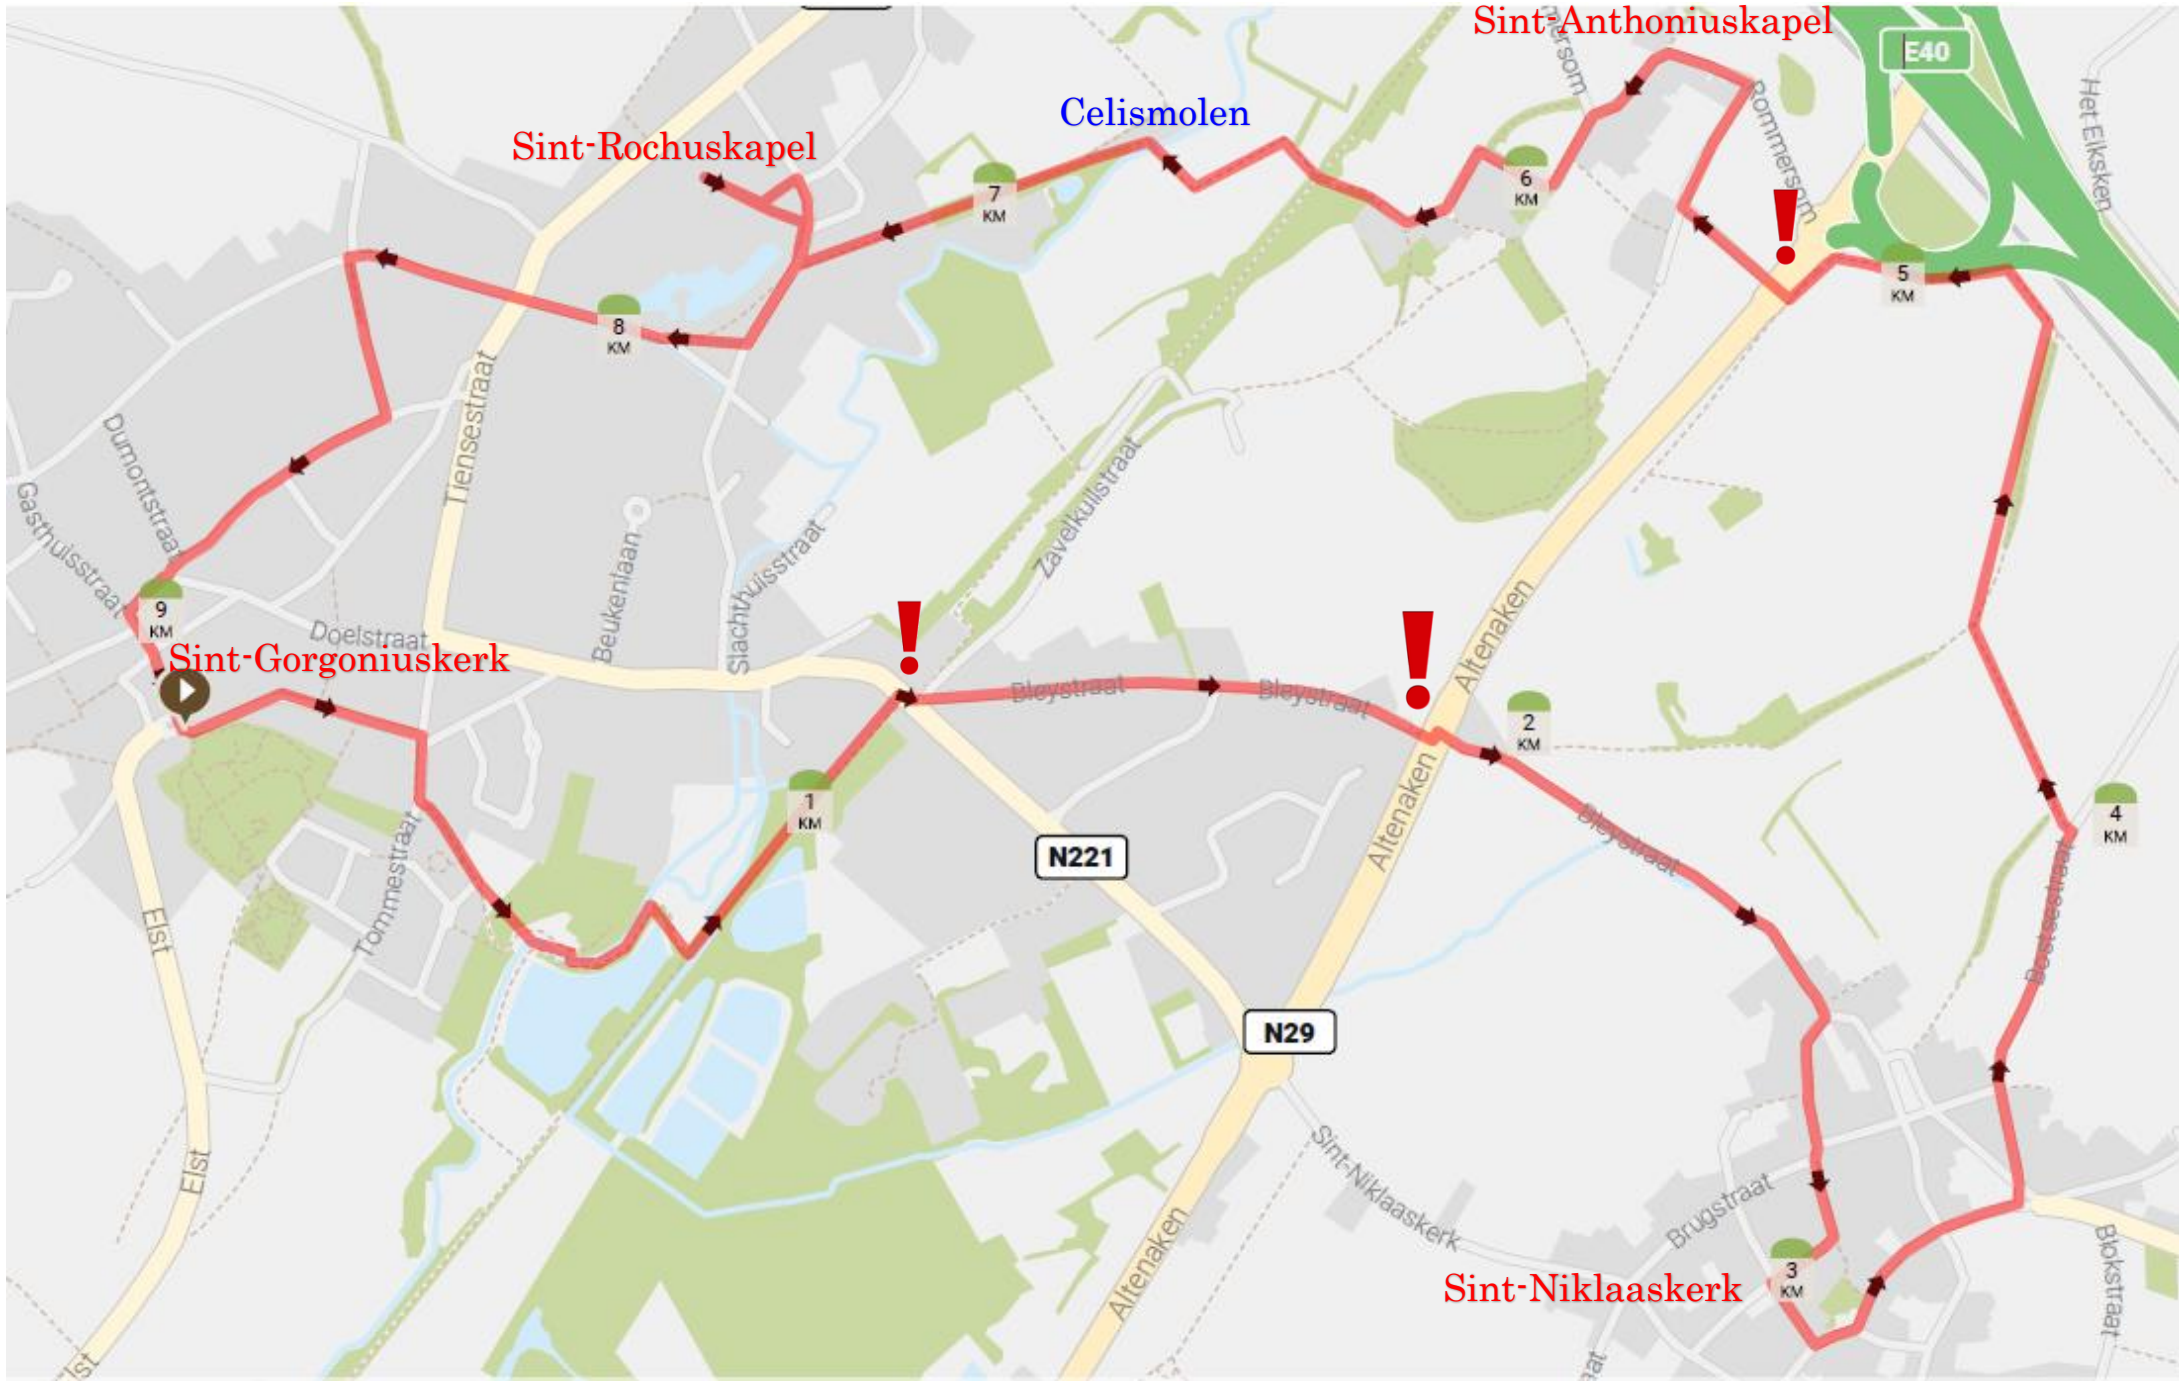 Sint-Anthoniuskapel
E40
Rommersom
Het Elksken
Celismolen
Sint-Rochuskapel
7
KM
6
KM
!
5
KM
8
KM
Tiensestraat
Dumontstraat
Gasthuisstraat
Zavelkuilstraat
Slachthuisstraat
Beukenlaan
Altenaken
9
KM
Doelstraat
Sint-Gorgoniuskerk
!
!
Bleystraat
Bleystraat
2
KM
Altenaken
1
KM
4
KM
Bleystraat
N221
Tommestraat
Elst
N29
Elst
Sint-Niklaaskerk
Brugstraat
Altenaken
Blokstraat
3
KM
Sint-Niklaaskerk